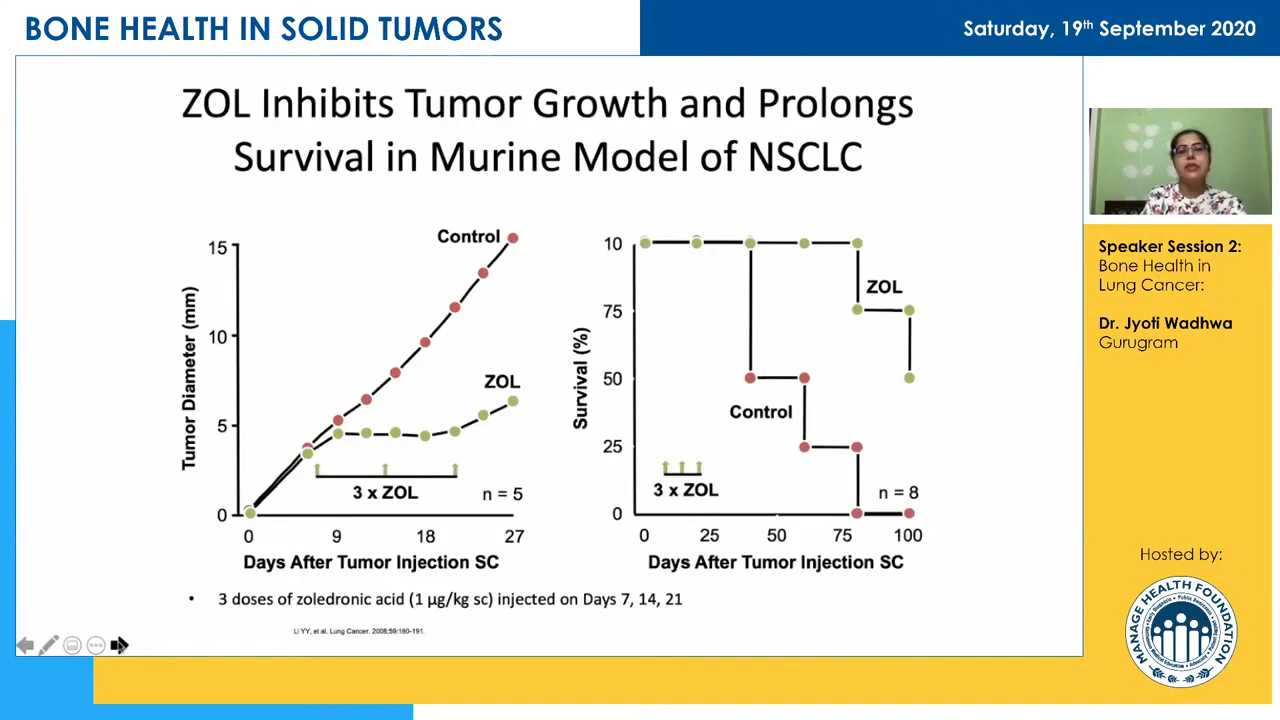 BONE HEALTH IN SOLID TUMORS
Saturday, 19th September 2020
ZOL Inhibits Tumor Growth and Prolongs
Survival in Murine Model of NSCLC
Tumor Diameter (mm)
15
10
5
0
Control
ZOL
3 x ZOL
n = 5
0 9 18 27
Days After Tumor Injection SC
Survival (%)
10
75
50
25
0
ZOL
Control
3 x ZOL
n = 8
0 25 50 75 100
Days After Tumor Injection SC
• 3 doses of zoledronic acid (1 µg/kg sc) injected on Days 7, 14, 21
Li YY, et al. Lung Cancer. 2008;59:180-191.
Speaker Session 2:
Bone Health in
Lung Cancer:
Dr. Jyoti Wadhwa
Gurugram
Hosted by:
MANAGE HEALTH FOUNDATION